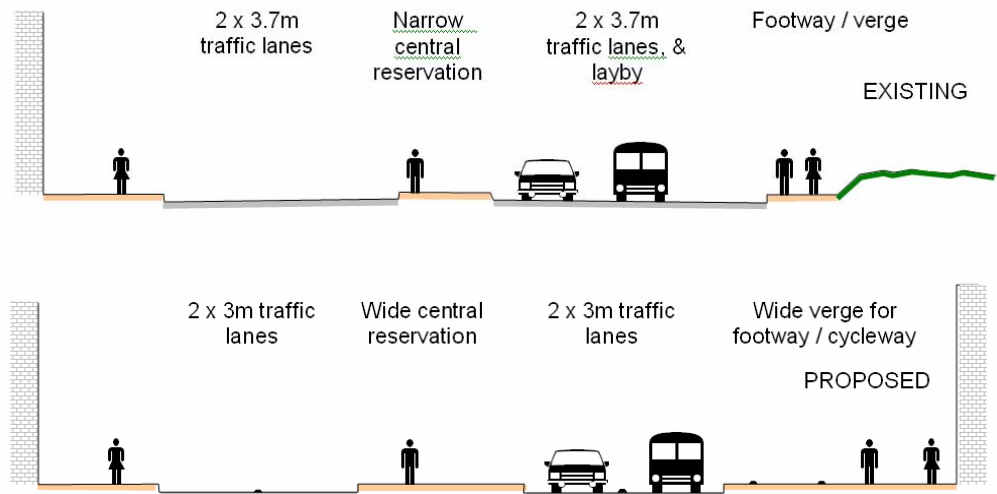 2 x 3.7m
traffic lanes
Narrow
central
reservation
2 x 3.7m
traffic lanes, &
layby
Footway / verge
EXISTING
2 x 3m traffic
lanes
Wide central
reservation
2 x 3m traffic
lanes
Wide verge for
footway / cycleway
PROPOSED